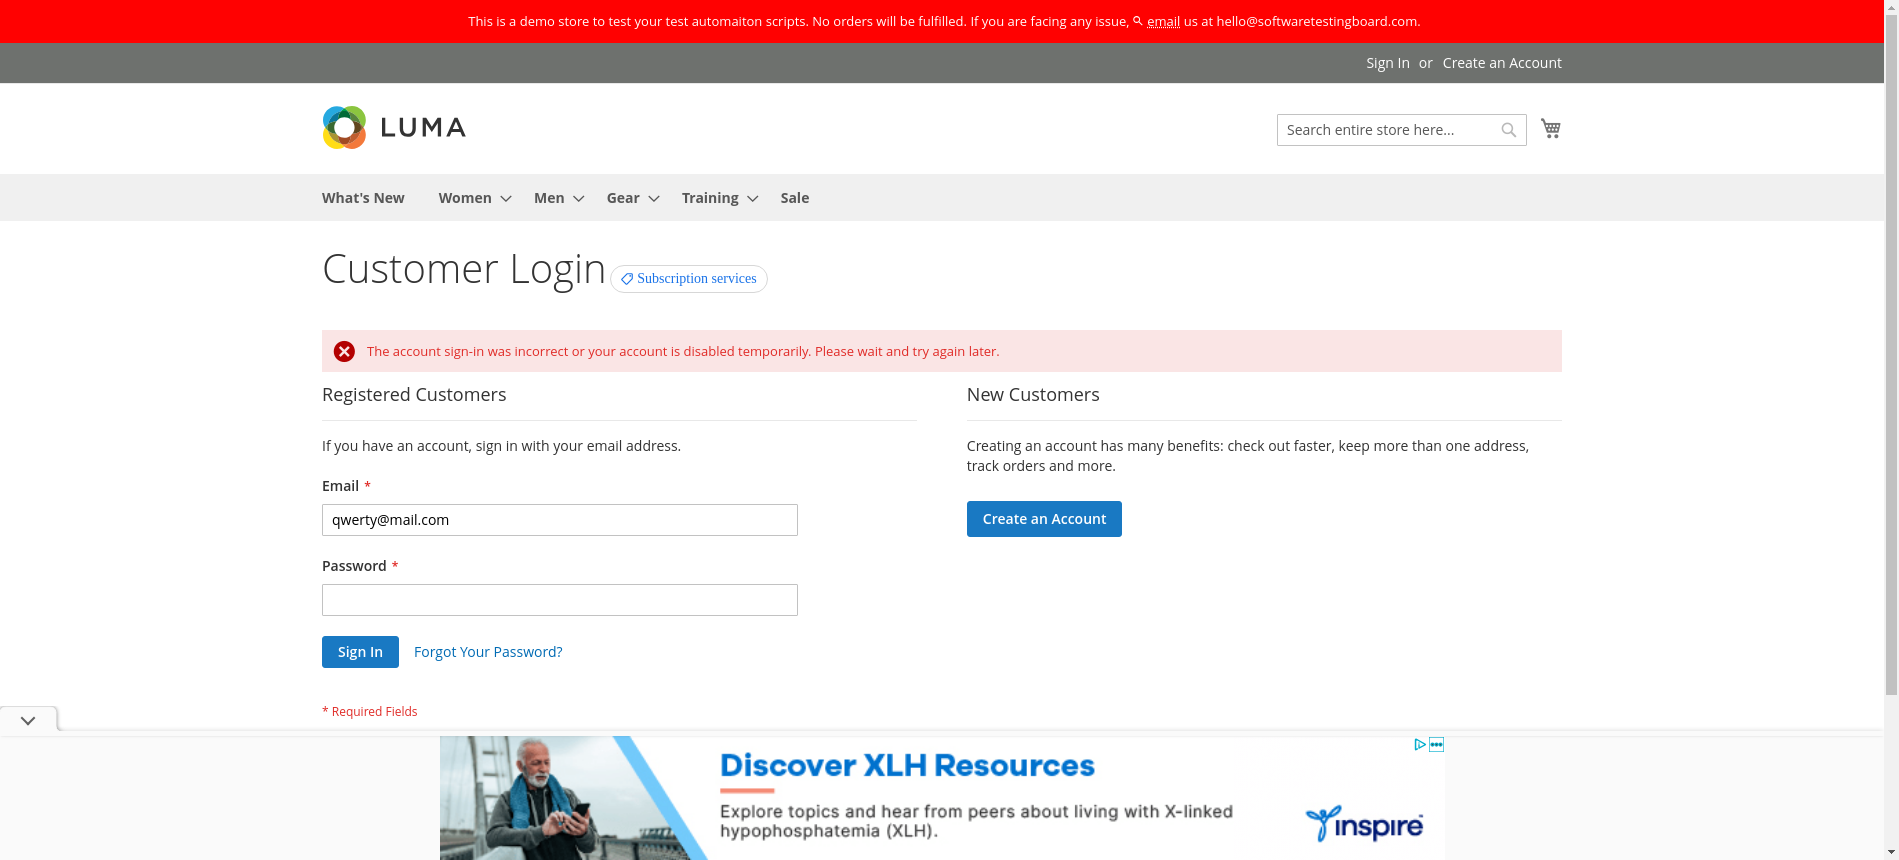 This is a demo store to test your test automaiton scripts. No orders will be fulfilled. If you are facing any issue, email us at hello@softwaretestingboard.com.
Sign In or Create an Account
LUMA
Search entire store here...
What's New Women Men Gear Training Sale
Customer Login Subscription services
The account sign-in was incorrect or your account is disabled temporarily. Please wait and try again later.
Registered Customers
If you have an account, sign in with your email address.
Email *
qwerty@mail.com
Password *
Sign In Forgot Your Password?
* Required Fields
New Customers
Creating an account has many benefits: check out faster, keep more than one address,
track orders and more.
Create an Account
Discover XLH Resources
Explore topics and hear from peers about living with X-linked
hypophosphatemia (XLH).
inspire